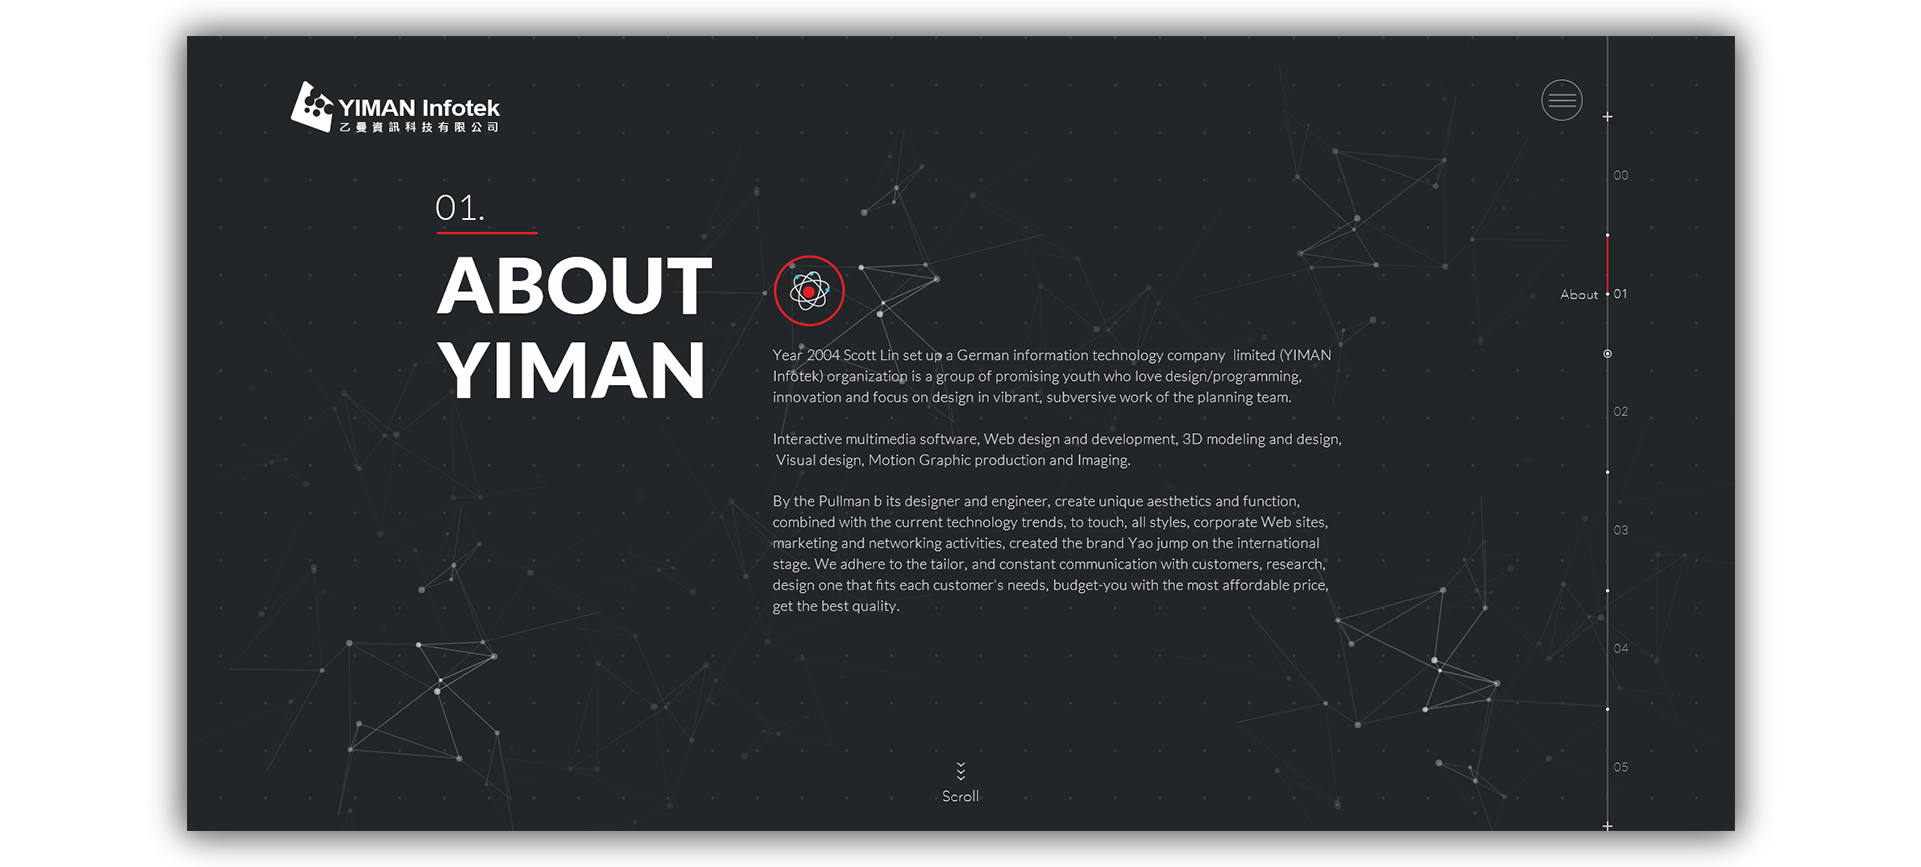 YIMAN Infotek
乙曼資訊科技有限公司
01.
ABOUT
YIMAN
Year 2004 Scott Lin set up a German information technology company limited (YIMAN
Infotek) organization is a group of promising youth who love design/programming,
innovation and focus on design in vibrant, subversive work of the planning team.
Interactive multimedia software, Web design and development, 3D modeling and design,
Visual design, Motion Graphic production and Imaging.
By the Pullman b its designer and engineer, create unique aesthetics and function,
combined with the current technology trends, to touch, all styles, corporate Web sites,
marketing and networking activities, created the brand Yao jump on the international
stage. We adhere to the tailor, and constant communication with customers, research,
design one that fits each customer's needs, budget-you with the most affordable price,
get the best quality.
Scroll
00
About 01
02
03
04
05